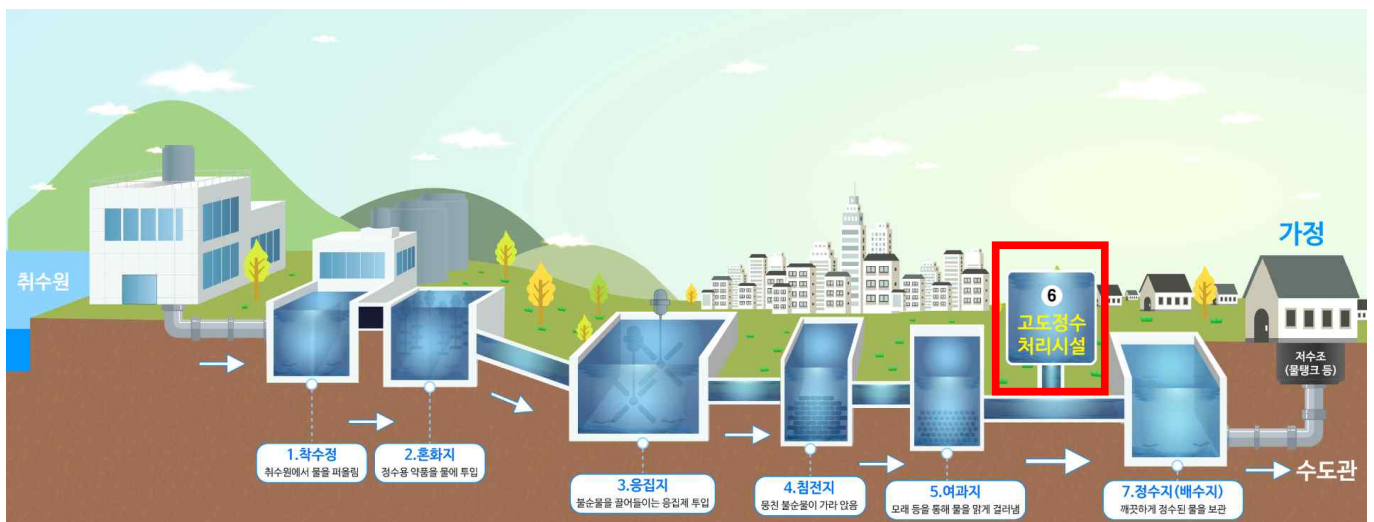 취수원
1.착수정
취수원에서 물을 퍼올림
2.혼화지
정수용 약품을 물에 투입
3.응집지
불순물을 끌어들이는 응집제 투입
4.침전지
뭉친 불순물이 가라 앉음
5.여과지
모래 등을 통해 물을 맑게 걸러냄
6
고도정수
처리시설
7.정수지(배수지)
깨끗하게 정수된 물을 보관
가정
저수조
(물탱크 등)
수도관